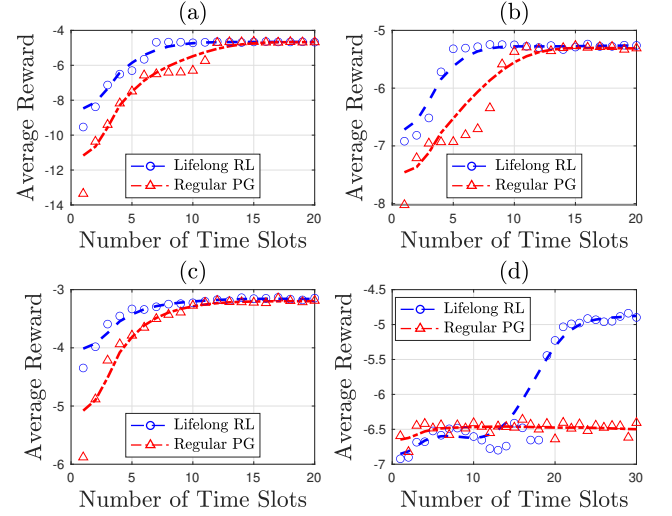 (a)
-4
-6
-8
-10
-12
-14
0
5
10
15
20
Average Reward
Number of Time Slots
Lifelong RL
Regular PG
(b)
-5
-6
-7
-8
0
5
10
15
20
Average Reward
Number of Time Slots
Lifelong RL
Regular PG
(c)
-3
-4
-5
-6
0
5
10
15
20
Average Reward
Number of Time Slots
Lifelong RL
Regular PG
(d)
-4.5
-5
-5.5
-6
-6.5
-7
0
10
20
30
Average Reward
Number of Time Slots
Lifelong RL
Regular PG